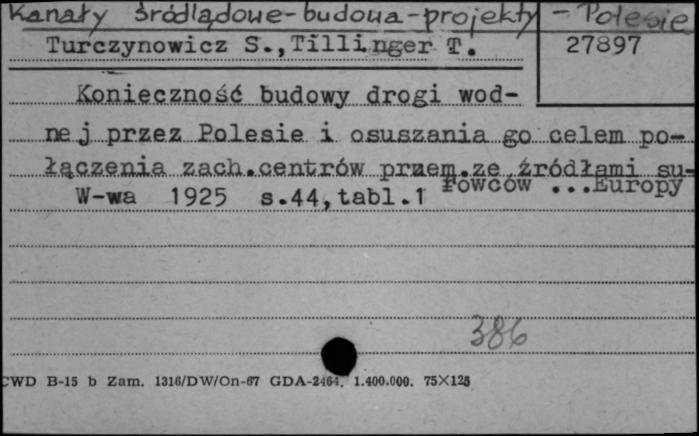 Kanały śródlądowe-budowa-projekty - Polesie
Turczynowicz S.,Tillinger T.
27897
Konieczność budowy drogi wod-
nej przez Polesie i osuszania go celem po-
łączenia zach.centrów przem.ze źródłami su-
rowców ...Europy
W-wa 1925 s.44,tabl.1
386
CWD B-15 b Zam. 1316/DW/On-67 GDA-2464. 1.400.000. 75×125